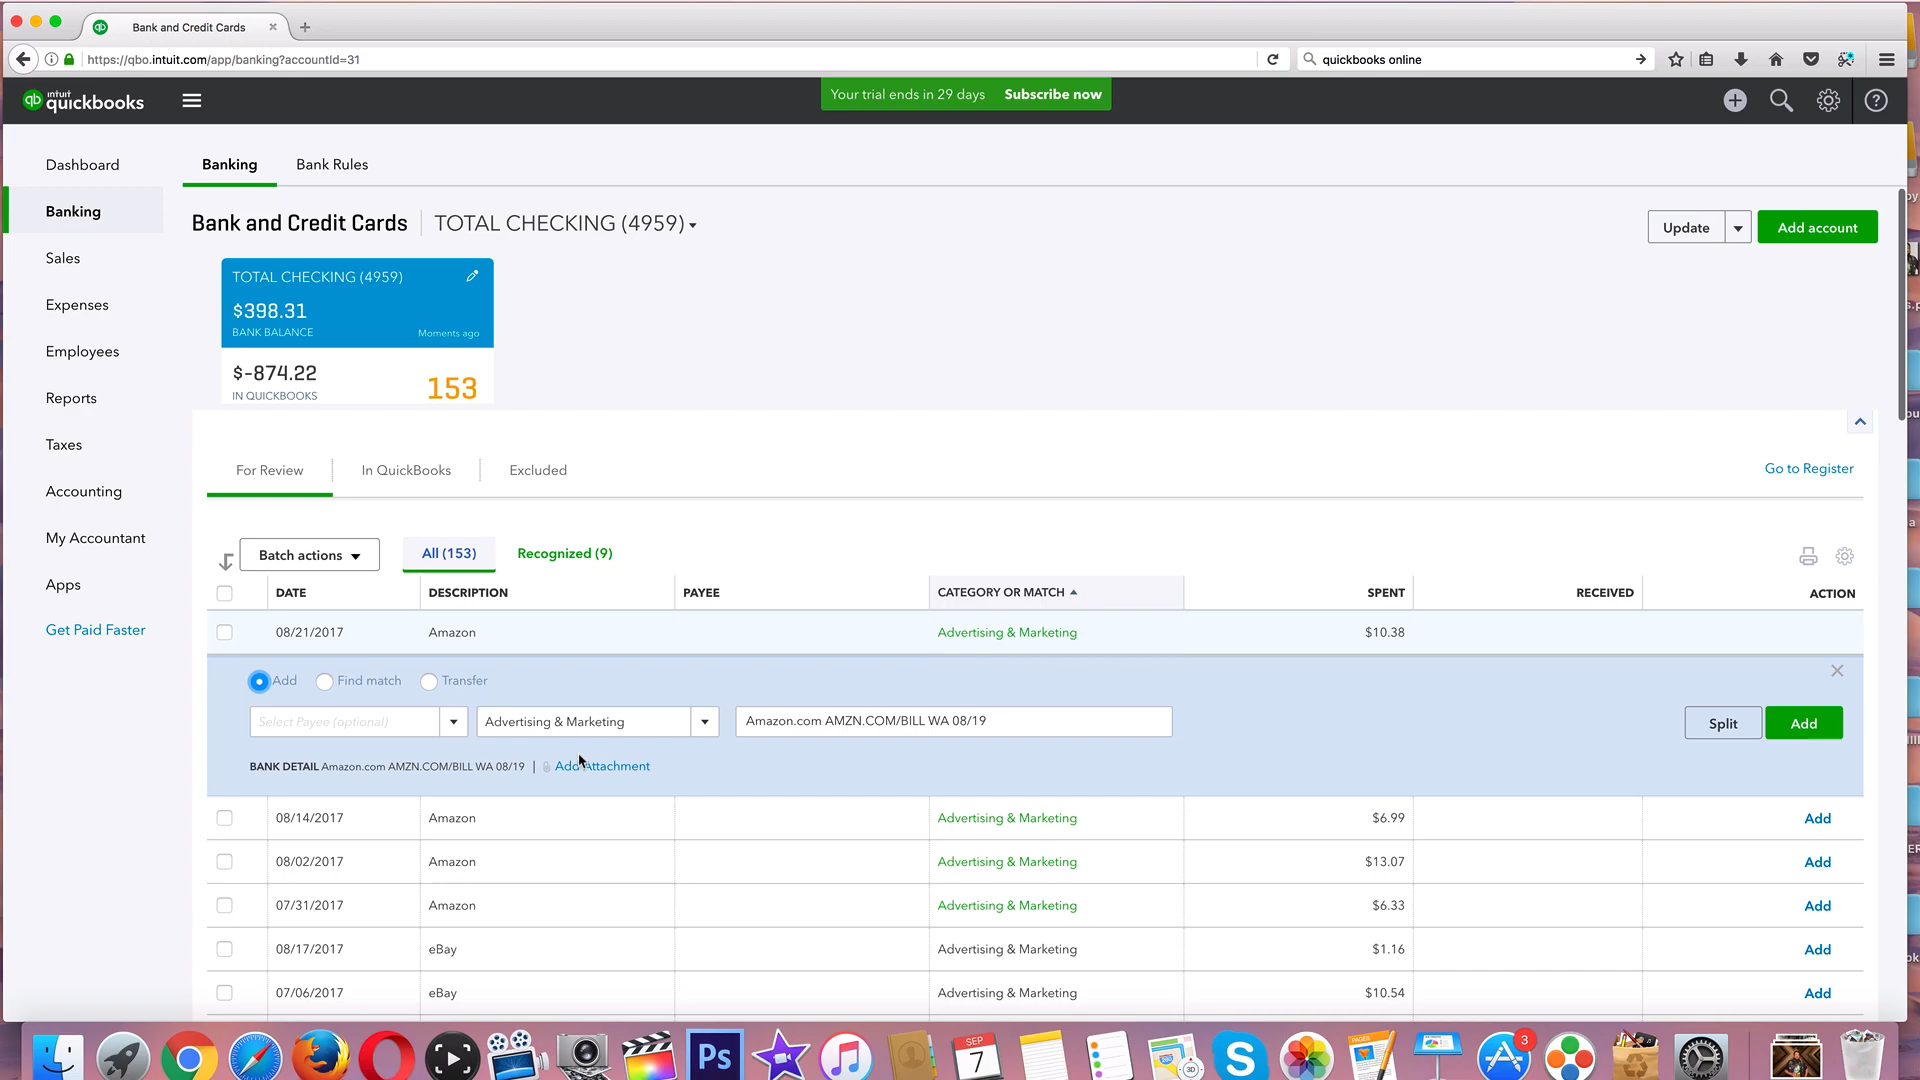 Bank and Credit Cards
https://qbo.intuit.com/app/banking?accountId=31
quickbooks online
intuit quickbooks
Your trial ends in 29 days Subscribe now
Dashboard
Banking
Sales
Expenses
Employees
Reports
Taxes
Accounting
My Accountant
Apps
Get Paid Faster
Banking Bank Rules
Bank and Credit Cards TOTAL CHECKING (4959)
Update Add account
TOTAL CHECKING (4959)
$398.31
BANK BALANCE Moments ago
$-874.22 153
IN QUICKBOOKS
For Review In QuickBooks Excluded Go to Register
Batch actions All (153) Recognized (9)
DATE DESCRIPTION PAYEE CATEGORY OR MATCH SPENT RECEIVED ACTION
08/21/2017 Amazon Advertising & Marketing $10.38
Add Find match Transfer
Select Payee (optional) Advertising & Marketing Amazon.com AMZN.COM/BILL WA 08/19 Split Add
BANK DETAIL Amazon.com AMZN.COM/BILL WA 08/19 | Add Attachment
08/14/2017 Amazon Advertising & Marketing $6.99 Add
08/02/2017 Amazon Advertising & Marketing $13.07 Add
07/31/2017 Amazon Advertising & Marketing $6.33 Add
08/17/2017 eBay Advertising & Marketing $1.16 Add
07/06/2017 eBay Advertising & Marketing $10.54 Add
Ps
SEP
7
3D
PAGES
3